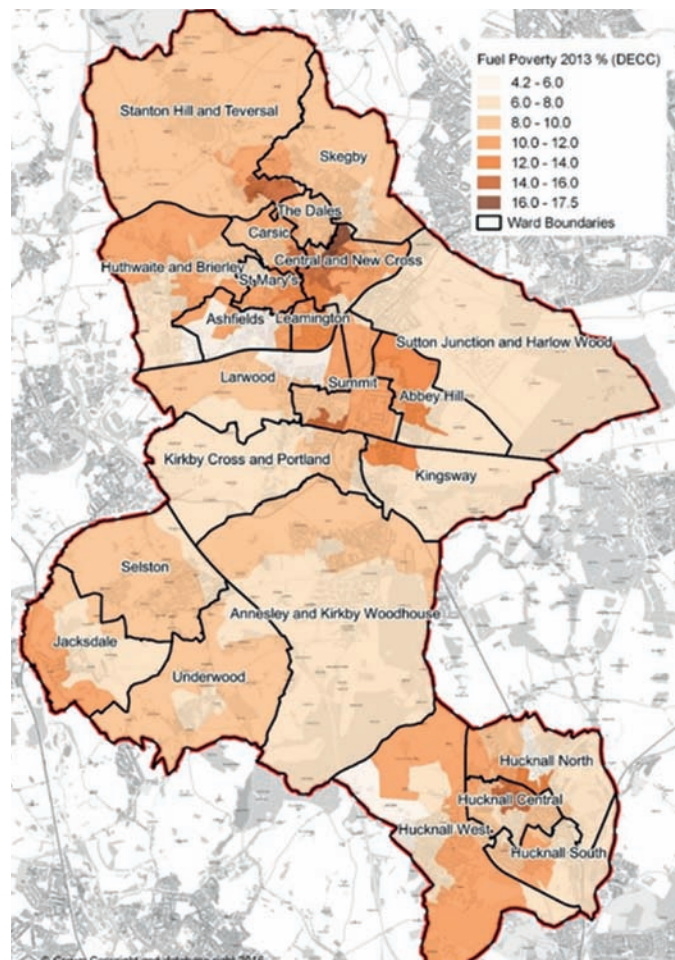 Fuel Poverty 2013 % (DECC)
4.2 - 6.0
6.0 - 8.0
8.0 - 10.0
10.0 - 12.0
12.0 - 14.0
14.0 - 16.0
16.0 - 17.5
Ward Boundaries
Stanton Hill and Teversal
Skegby
The Dales
Carsic
Central and New Cross
Huthwaite and Brierley
St Mary's
Ashfields
Leamington
Sutton Junction and Harlow Wood
Larwood
Summit
Abbey Hill
Kirkby Cross and Portland
Kingsway
Selston
Annesley and Kirkby Woodhouse
Jacksdale
Underwood
Hucknall North
Hucknall Central
Hucknall West
Hucknall South